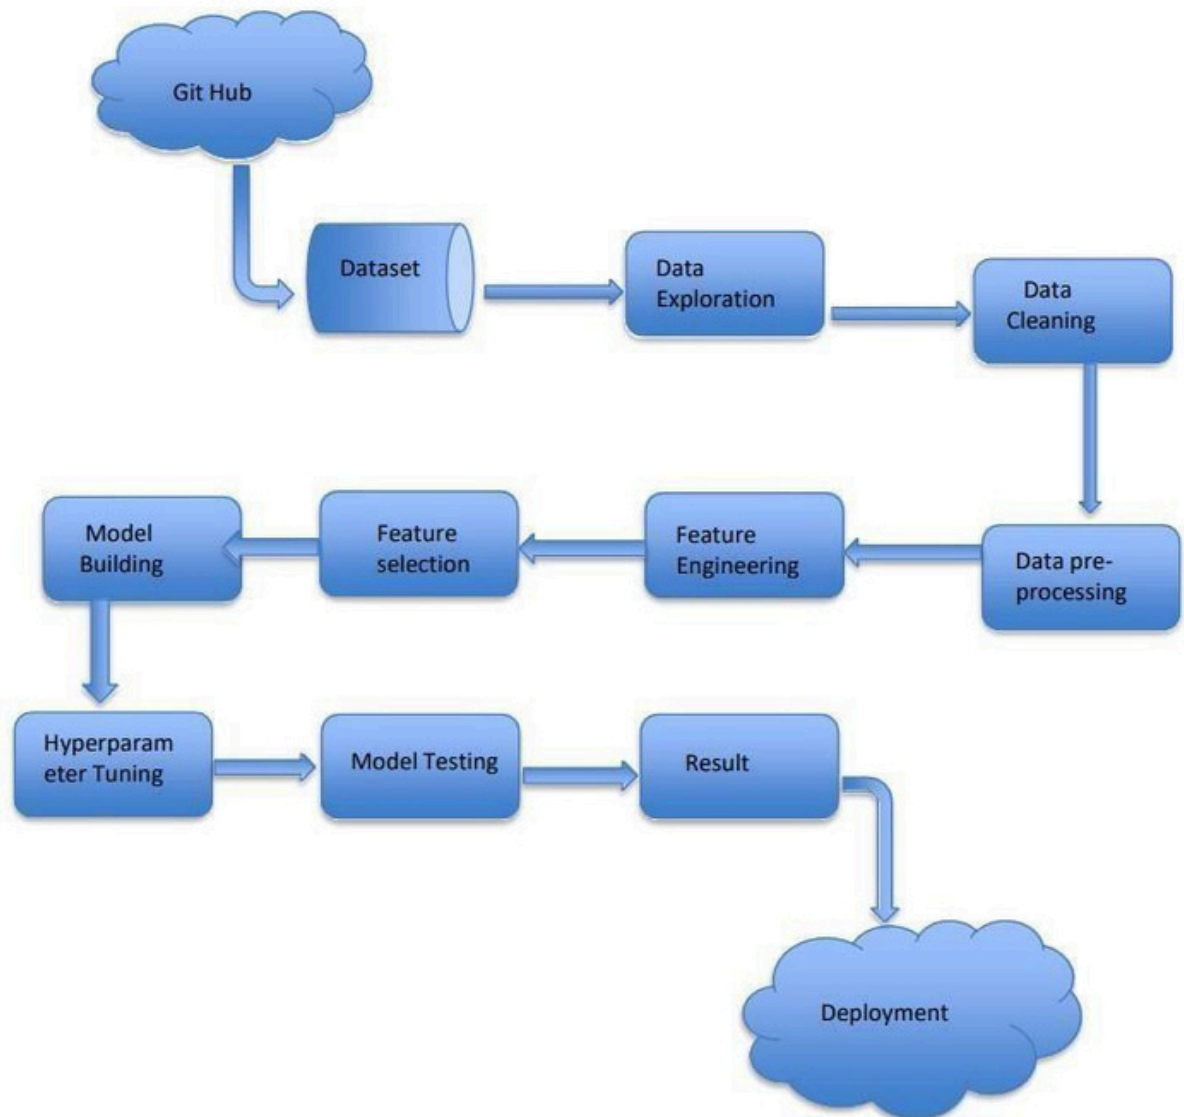 Git Hub
Dataset
Data
Exploration
Data
Cleaning
Data pre-
processing
Feature
Engineering
Feature
selection
Model
Building
Hyperparam
eter Tuning
Model Testing
Result
Deployment